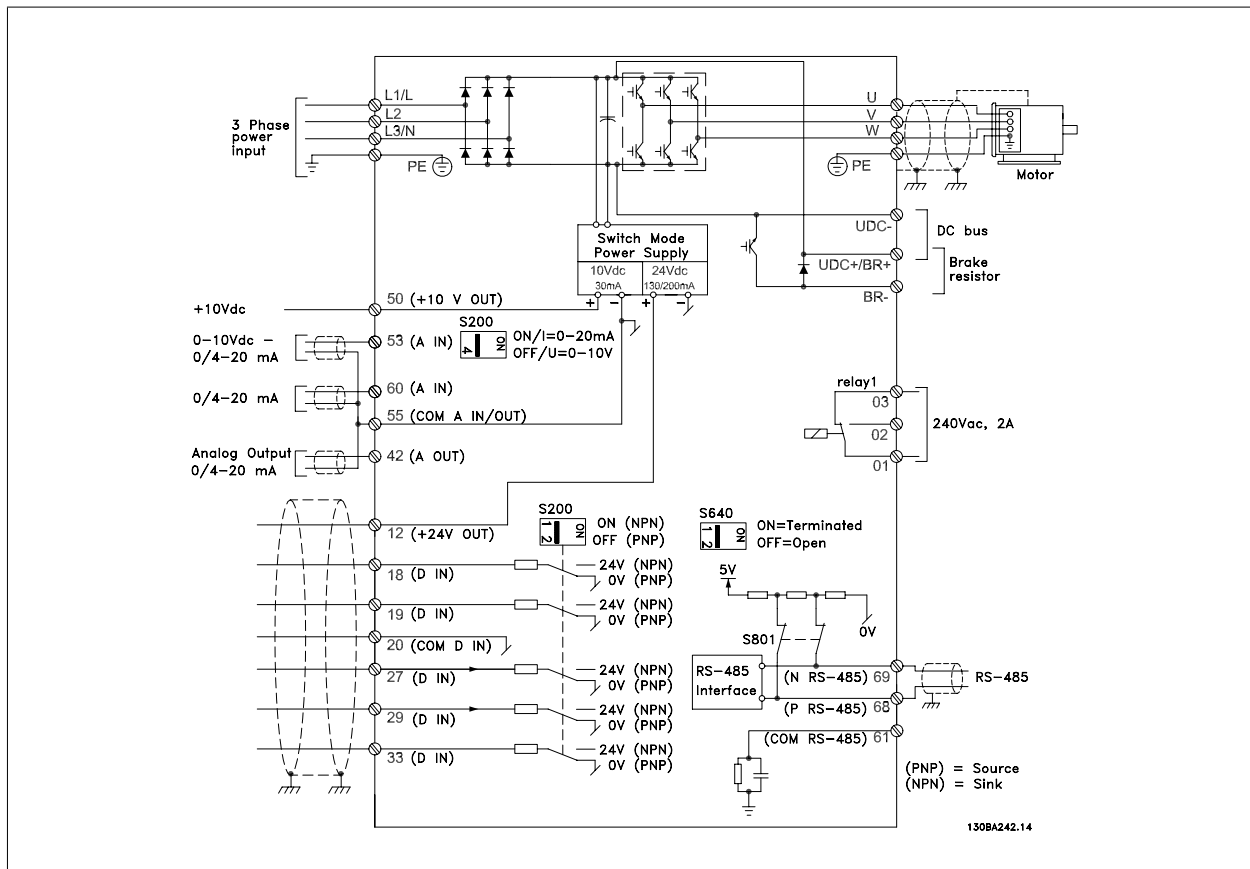 3 Phase
power
input
L1/L
L2
L3/N
PE
U
V
W
PE
Motor
UDC-
UDC+/BR+
BR-
DC bus
Brake
resistor
Switch Mode
Power Supply
10Vdc
30mA
24Vdc
130/200mA
+ - + -
+10Vdc
50 (+10 V OUT)
0-10Vdc -
0/4-20 mA
53 (A IN)
S200
ON
4
ON/I=0-20mA
OFF/U=0-10V
0/4-20 mA
60 (A IN)
55 (COM A IN/OUT)
Analog Output
0/4-20 mA
42 (A OUT)
relay1
03
02
01
240Vac, 2A
12 (+24V OUT)
S200
ON
1 2
ON (NPN)
OFF (PNP)
18 (D IN)
24V (NPN)
0V (PNP)
19 (D IN)
24V (NPN)
0V (PNP)
20 (COM D IN)
27 (D IN)
24V (NPN)
0V (PNP)
29 (D IN)
24V (NPN)
0V (PNP)
33 (D IN)
24V (NPN)
0V (PNP)
S640
ON
1 2
ON=Terminated
OFF=Open
5V
0V
S801
RS-485
Interface
(N RS-485) 69
(P RS-485) 68
RS-485
(COM RS-485) 61
(PNP) = Source
(NPN) = Sink
130BA242.14